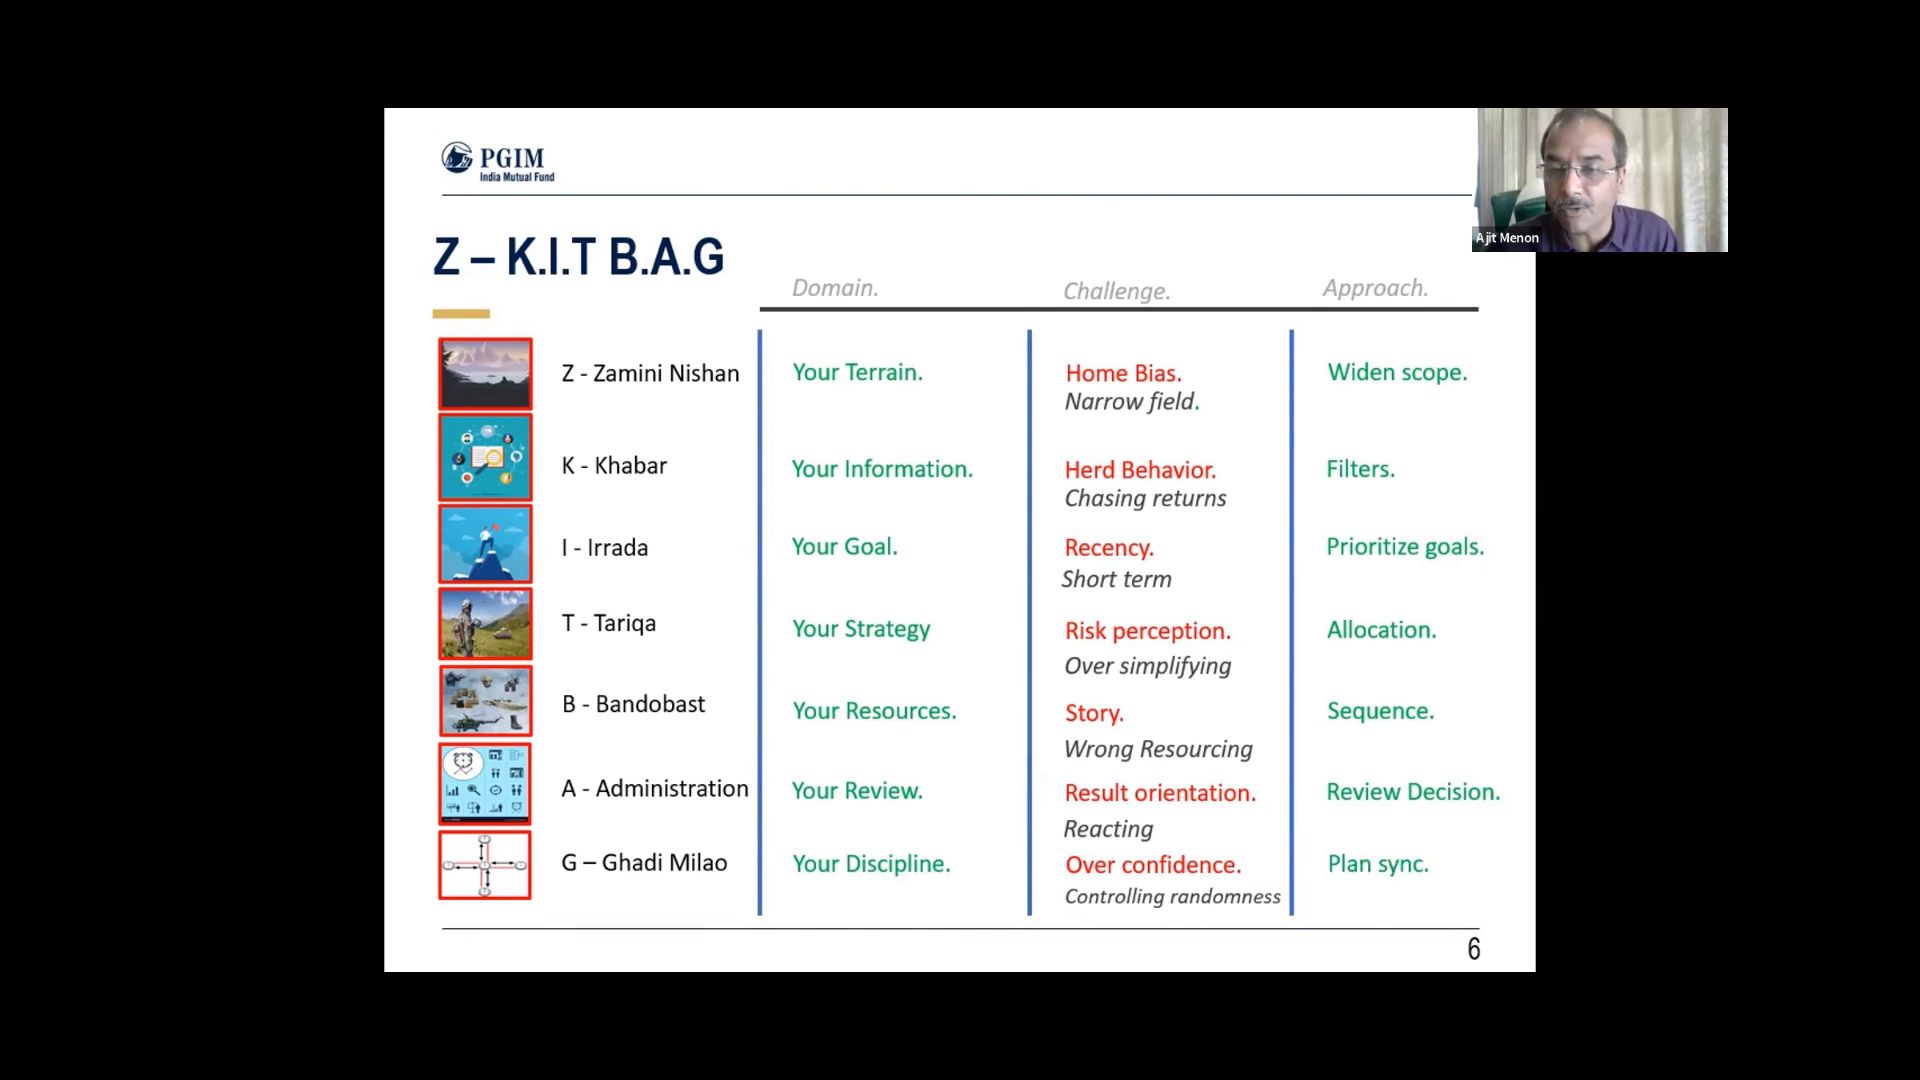 PGIM
India Mutual Fund
Ajit Menon
Z – K.I.T B.A.G
Domain. Challenge. Approach.
Z - Zamini Nishan Your Terrain. Home Bias. Widen scope.
Narrow field.
K - Khabar Your Information. Herd Behavior. Filters.
Chasing returns
I - Irrada Your Goal. Recency. Prioritize goals.
Short term
T - Tariqa Your Strategy Risk perception. Allocation.
Over simplifying
B - Bandobast Your Resources. Story. Sequence.
Wrong Resourcing
A - Administration Your Review. Result orientation. Review Decision.
Reacting
G – Ghadi Milao Your Discipline. Over confidence. Plan sync.
Controlling randomness
6